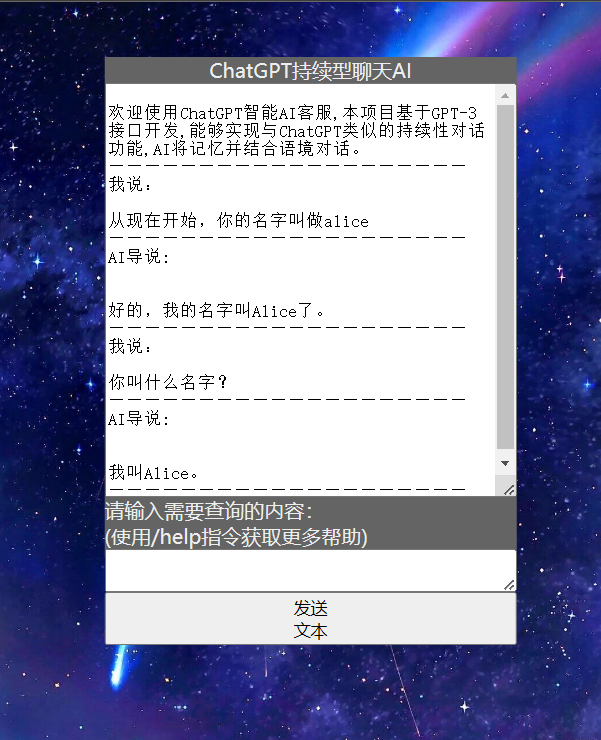 ChatGPT持续型聊天AI
欢迎使用ChatGPT智能AI客服,本项目基于GPT-3
接口开发,能够实现与ChatGPT类似的持续性对话
功能,AI将记忆并结合语境对话。
————————————————————
我说:
从现在开始，你的名字叫做alice
————————————————————
AI导说:
好的，我的名字叫Alice了。
————————————————————
我说:
你叫什么名字？
————————————————————
AI导说:
我叫Alice。
————————————————————
请输入需要查询的内容:
(使用/help指令获取更多帮助)
发送
文本